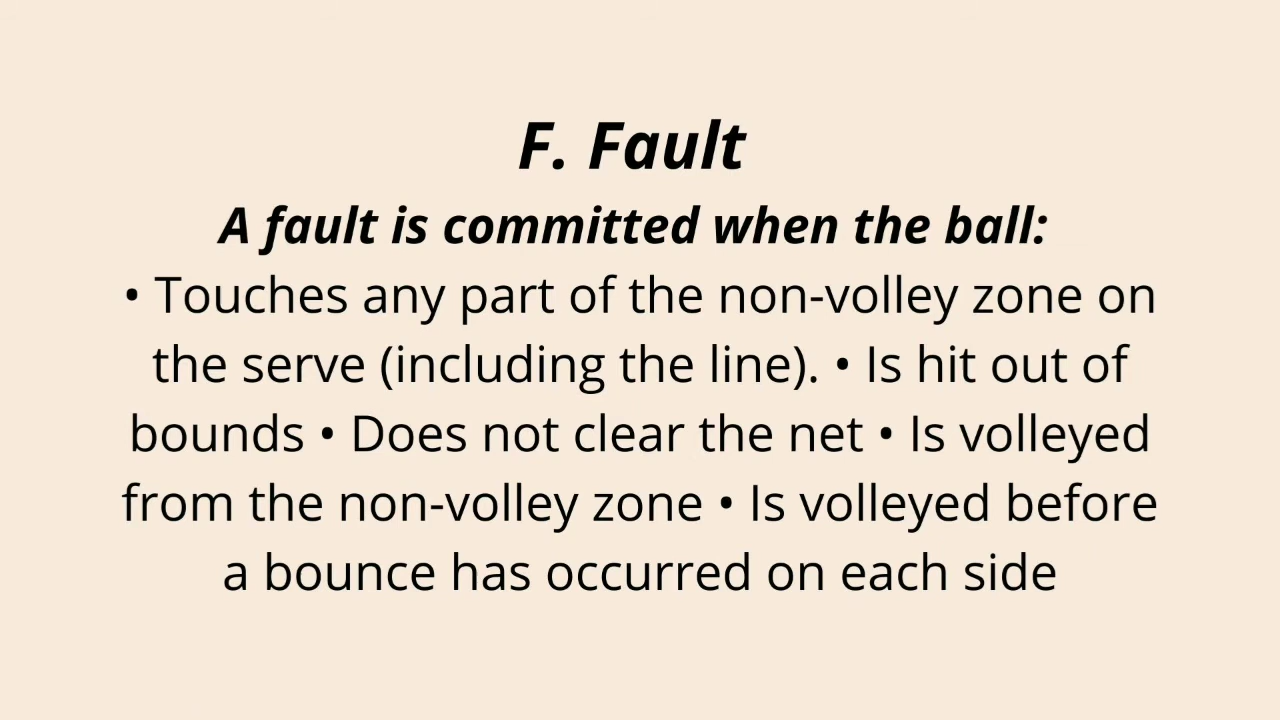 F. Fault
A fault is committed when the ball:
• Touches any part of the non-volley zone on
the serve (including the line). • Is hit out of
bounds • Does not clear the net • Is volleyed
from the non-volley zone • Is volleyed before
a bounce has occurred on each side